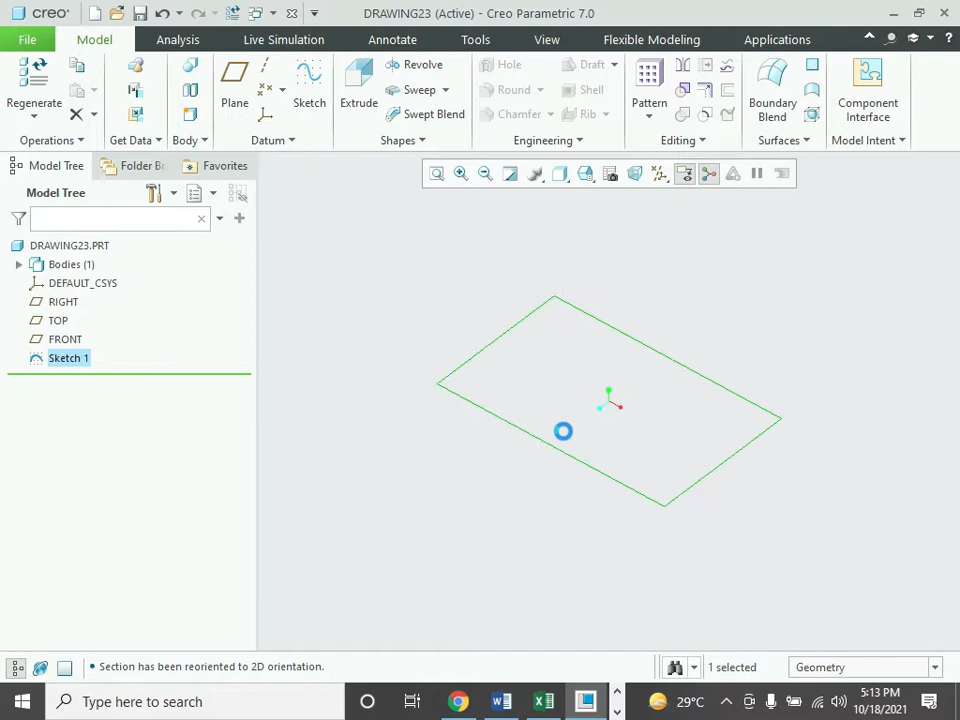 creo®
DRAWING23 (Active) - Creo Parametric 7.0
File
Model
Analysis
Live Simulation
Annotate
Tools
View
Flexible Modeling
Applications
Regenerate
Operations
Get Data
Body
Plane
Sketch
Datum
Extrude
Revolve
Sweep
Swept Blend
Shapes
Hole
Draft
Round
Shell
Chamfer
Rib
Engineering
Pattern
Editing
Boundary
Blend
Surfaces
Component
Interface
Model Intent
Model Tree
Folder B
Favorites
Model Tree
DRAWING23.PRT
Bodies (1)
DEFAULT_CSYS
RIGHT
TOP
FRONT
Sketch 1
• Section has been reoriented to 2D orientation.
1 selected
Geometry
Type here to search
29°C
5:13 PM
10/18/2021